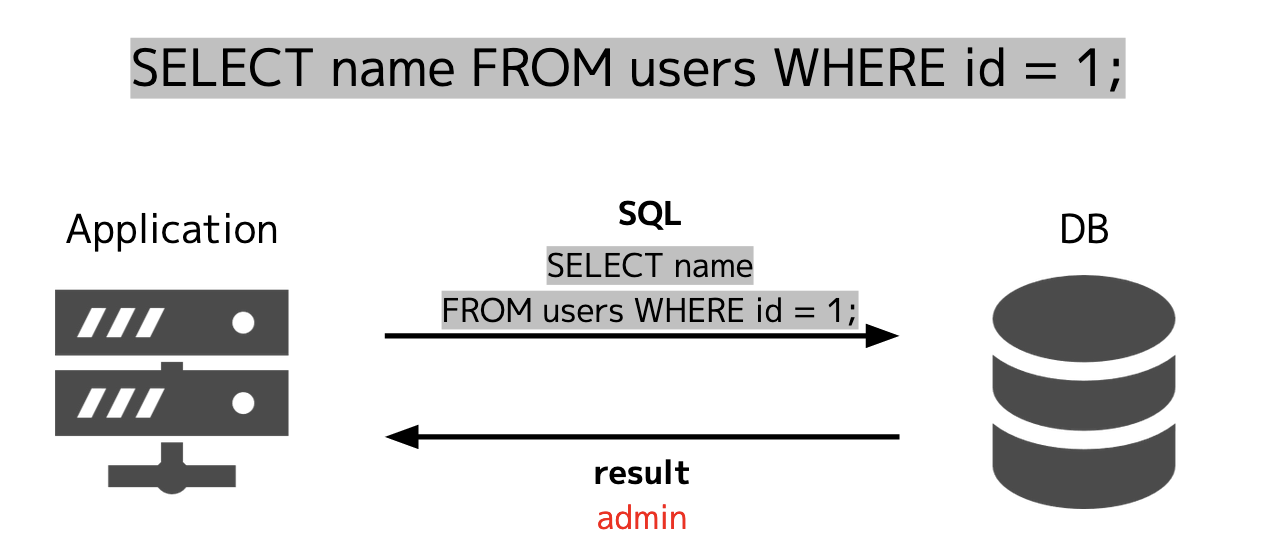 SELECT name FROM users WHERE id = 1;
Application
SQL
SELECT name
FROM users WHERE id = 1;
DB
result
admin